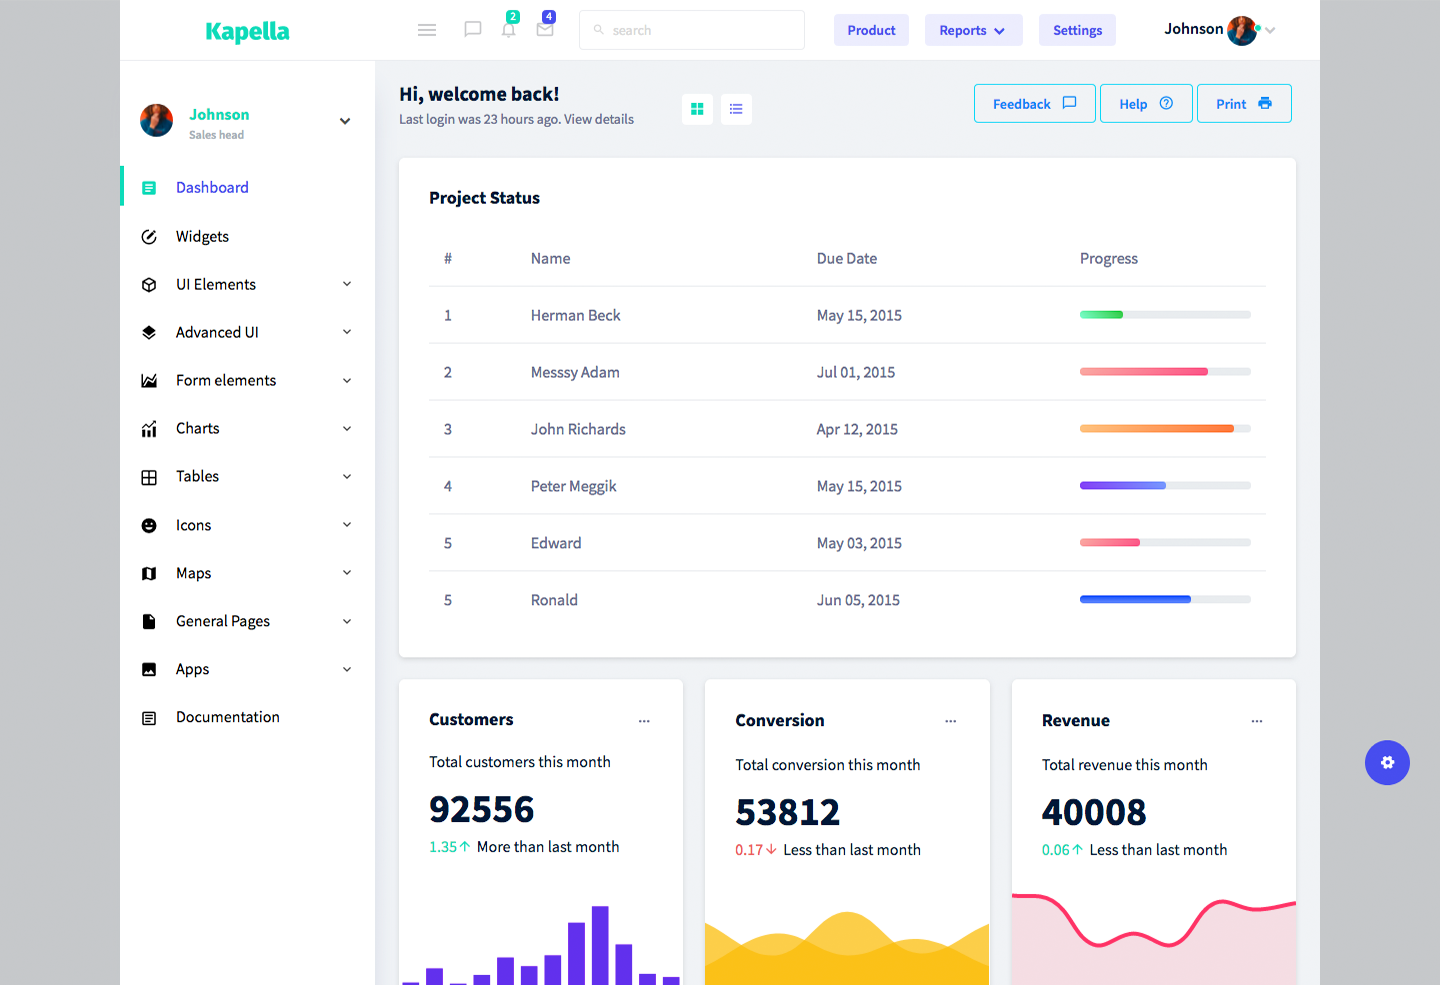 Kapella
2
4
search
Product
Reports
Settings
Johnson
Johnson
Sales head
Dashboard
Widgets
UI Elements
Advanced UI
Form elements
Charts
Tables
Icons
Maps
General Pages
Apps
Documentation
Hi, welcome back!
Last login was 23 hours ago. View details
Feedback
Help
Print
Project Status
# Name Due Date Progress
1 Herman Beck May 15, 2015
2 Messsy Adam Jul 01, 2015
3 John Richards Apr 12, 2015
4 Peter Meggik May 15, 2015
5 Edward May 03, 2015
5 Ronald Jun 05, 2015
Customers
Total customers this month
92556
1.35 More than last month
Conversion
Total conversion this month
53812
0.17 Less than last month
Revenue
Total revenue this month
40008
0.06 Less than last month